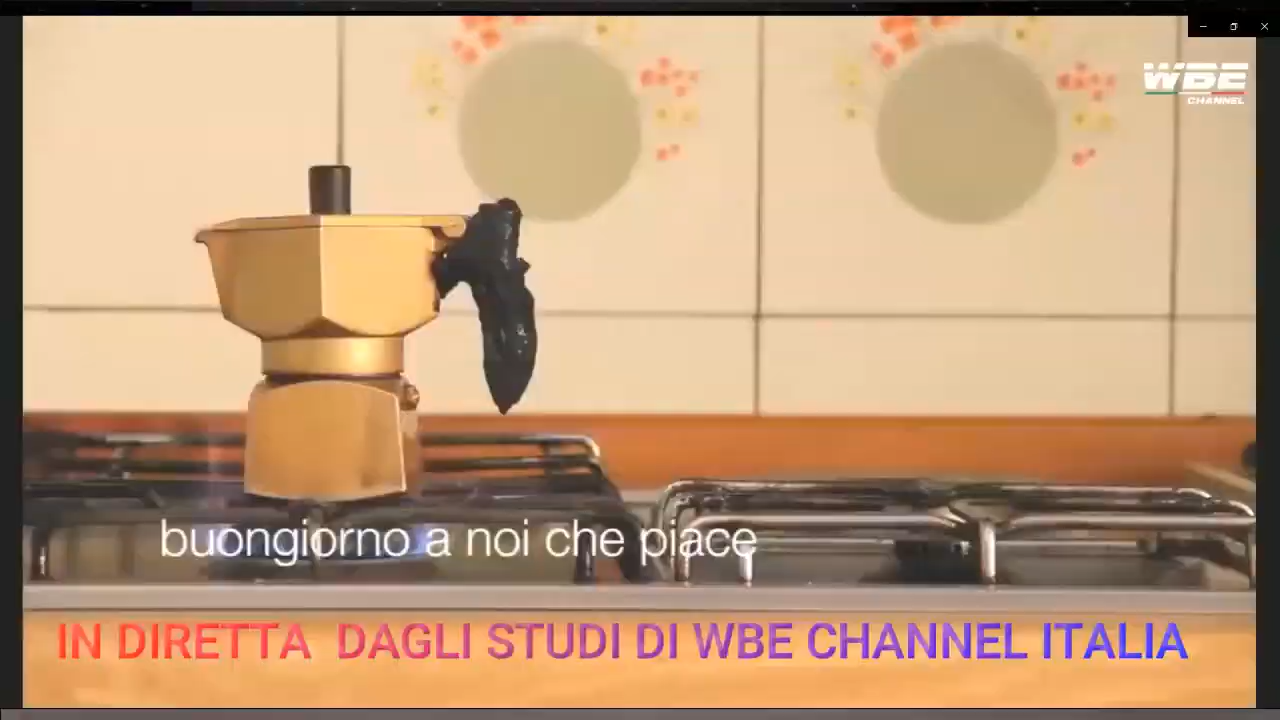 WBE
CHANNEL
buongiorno a noi che piace
IN DIRETTA DAGLI STUDI DI WBE CHANNEL ITALIA